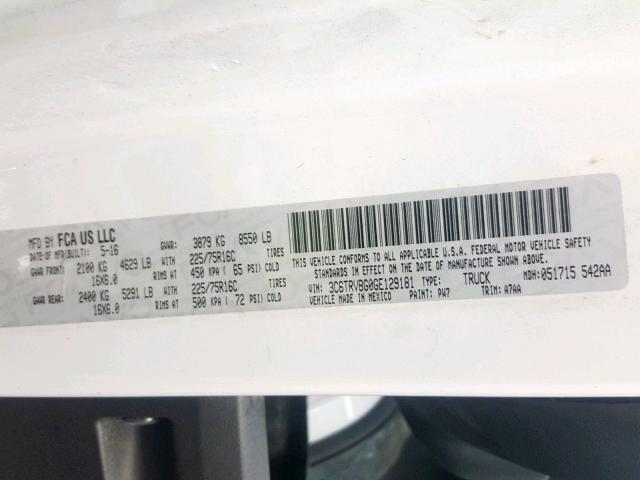 MFD BY FCA US LLC
DATE OF MFR(BUILT): 5-16 GVWR: 3879 KG 8550 LB
GAWR FRONT: 2100 KG 4629 LB WITH 225/75R16C TIRES
16X6.0 RIMS AT 450 KPA ( 65 PSI) COLD
GAWR REAR: 2400 KG 5291 LB WITH 225/75R16C TIRES
16X6.0 RIMS AT 500 KPA ( 72 PSI) COLD
THIS VEHICLE CONFORMS TO ALL APPLICABLE U.S.A. FEDERAL MOTOR VEHICLE SAFETY
STANDARDS IN EFFECT ON THE DATE OF MANUFACTURE SHOWN ABOVE.
VIN: 3C6TRVBG0GE129181 TYPE: TRUCK MDH:051715 542AA
MADE IN MEXICO PAINT: PW7 TRIM: A7AA